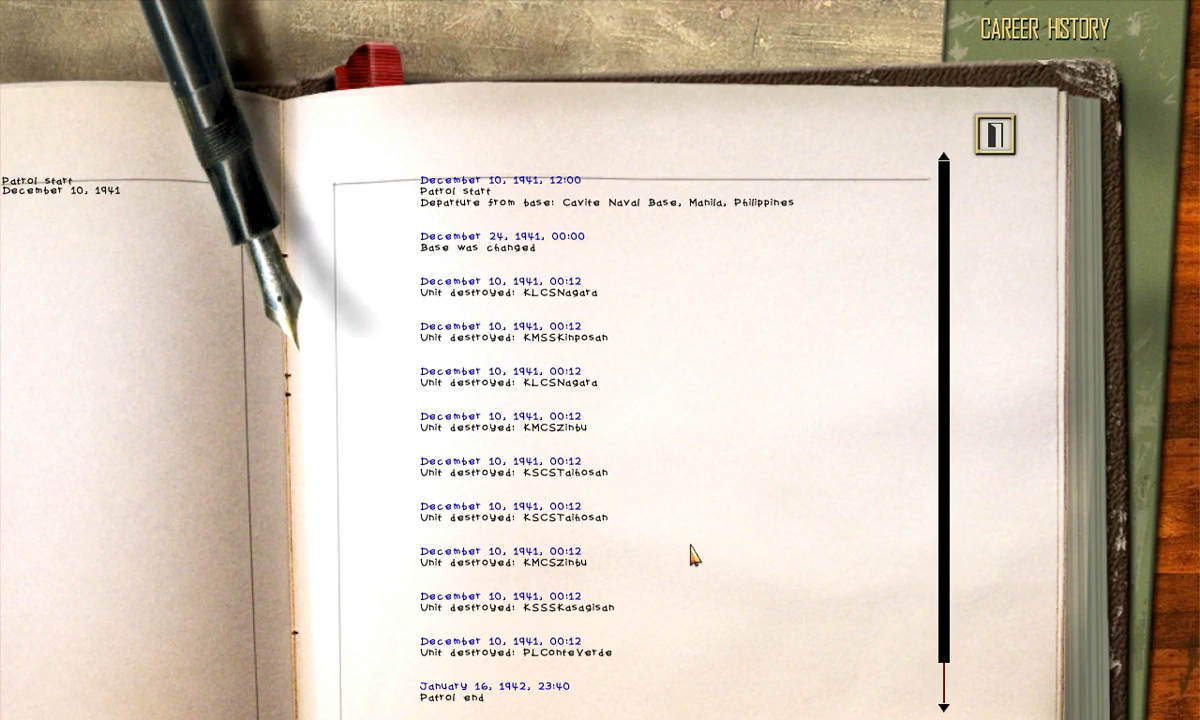 CAREER HISTORY
Patrol start
December 10, 1941
December 10, 1941, 12:00
Patrol start
Departure from base: Cavite Naval Base, Manila, Philippines
December 24, 1941, 00:00
Base was changed
December 10, 1941, 00:12
Unit destroyed: KLCSNagara
December 10, 1941, 00:12
Unit destroyed: KMSSKinposan
December 10, 1941, 00:12
Unit destroyed: KLCSNagara
December 10, 1941, 00:12
Unit destroyed: KMCSZinbu
December 10, 1941, 00:12
Unit destroyed: KSCSTaihosan
December 10, 1941, 00:12
Unit destroyed: KSCSTaihosan
December 10, 1941, 00:12
Unit destroyed: KMCSZinbu
December 10, 1941, 00:12
Unit destroyed: KSSSKasagisan
December 10, 1941, 00:12
Unit destroyed: PLConteVerde
January 16, 1942, 23:40
Patrol end